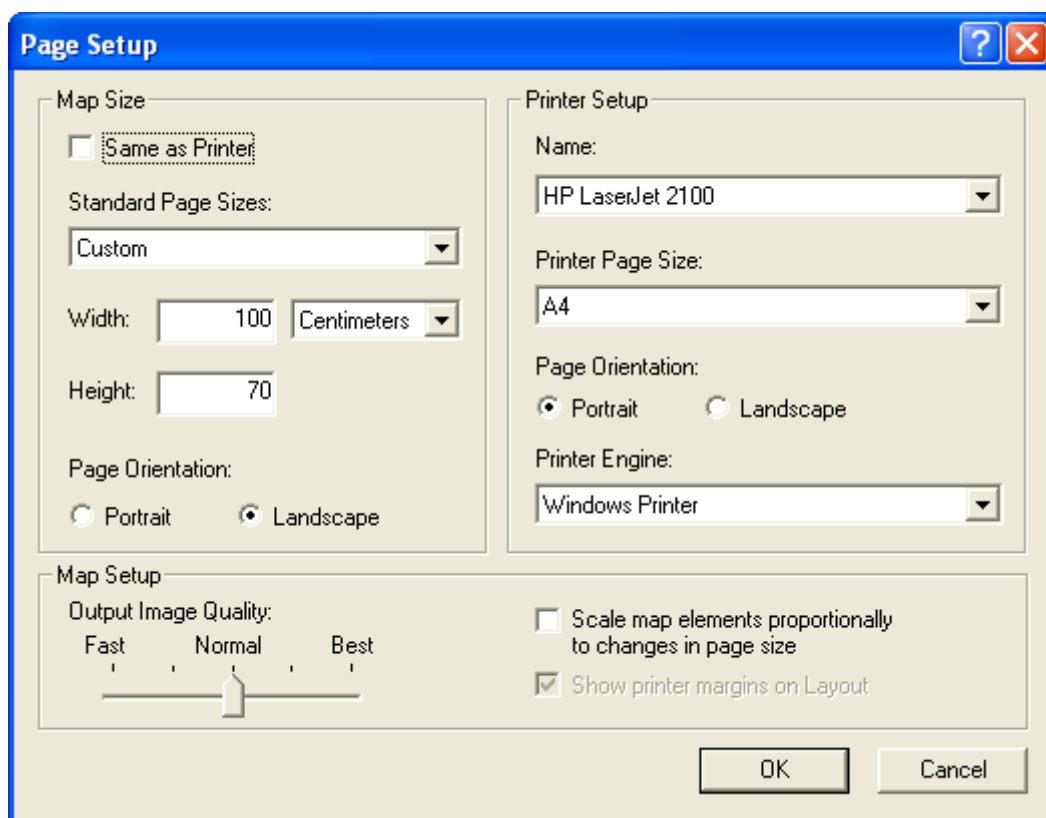 Page Setup
Map Size
Same as Printer
Standard Page Sizes:
Custom
Width: 100 Centimeters
Height: 70
Page Orientation:
Portrait Landscape
Printer Setup
Name:
HP LaserJet 2100
Printer Page Size:
A4
Page Orientation:
Portrait Landscape
Printer Engine:
Windows Printer
Map Setup
Output Image Quality:
Fast Normal Best
Scale map elements proportionally
to changes in page size
Show printer margins on Layout
OK Cancel